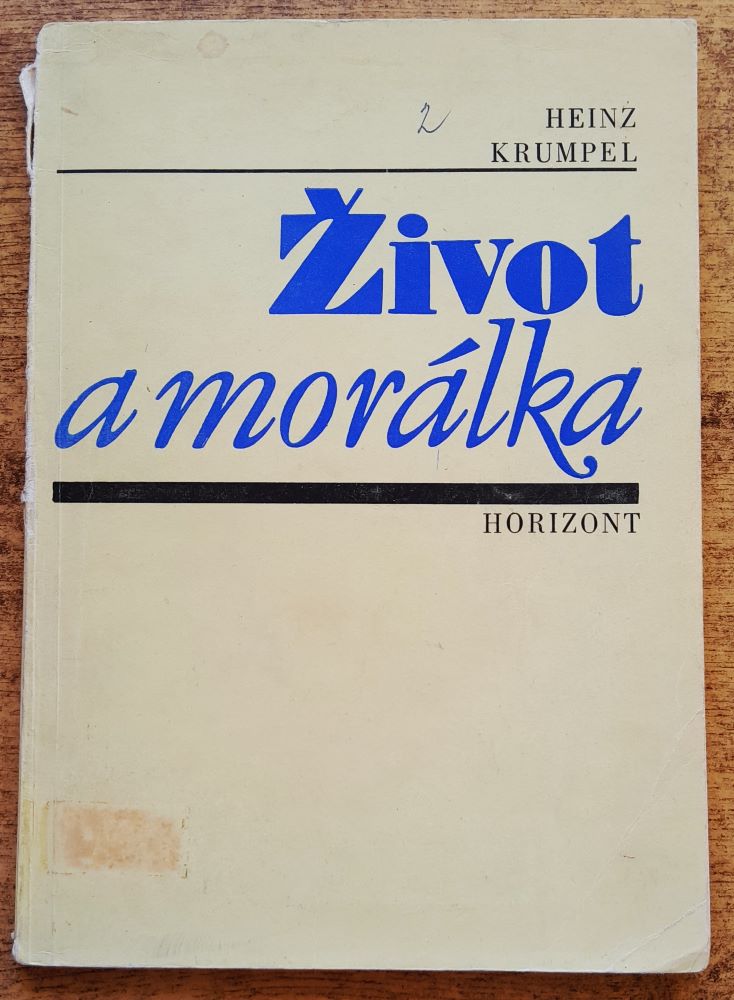 2
HEINZ
KRUMPEL
Život
a morálka
HORIZONT